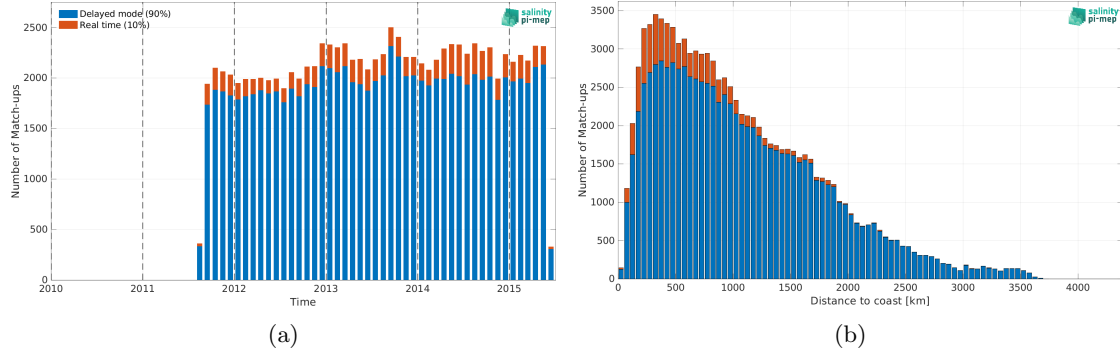 Delayed mode (90%)
Real time (10%)
salinity
pi-mep
Number of Match-ups
2500
2000
1500
1000
500
0
2010
2011
2012
2013
2014
2015
Time
(a)
salinity
pi-mep
Number of Match-ups
3500
3000
2500
2000
1500
1000
500
0
0
500
1000
1500
2000
2500
3000
3500
4000
Distance to coast [km]
(b)